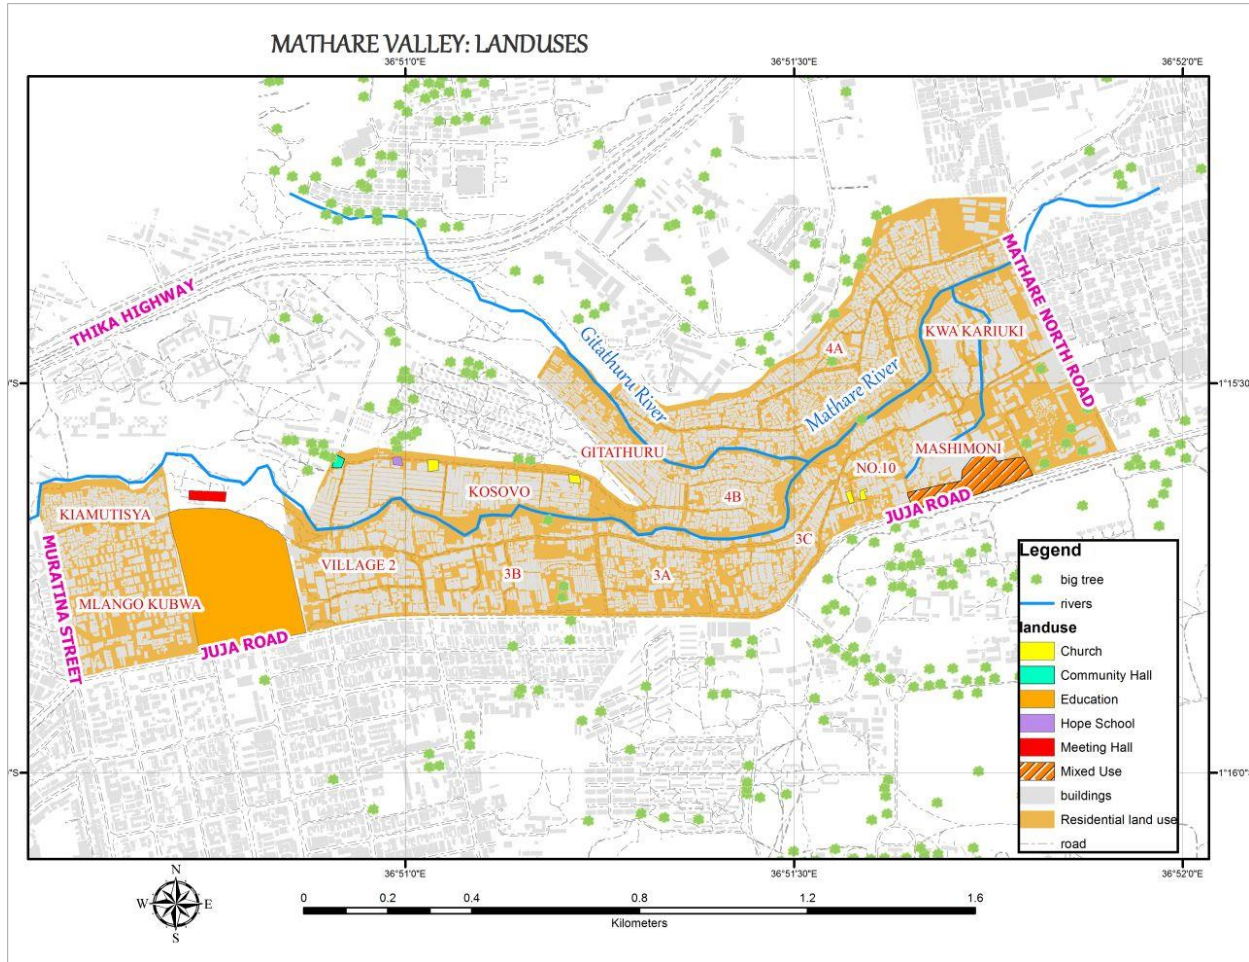 MATHARE VALLEY: LANDUSES
36°51'0"E
36°51'30"E
36°52'0"E
THIKA HIGHWAY
MATHARE NORTH ROAD
KWA KARIUKI
4A
Gitathuru River
Mathare River
"S
1°15'30
GITATHURU
MASHIMONI
NO.10
KOSOVO
4B
JUJA ROAD
KIAMUTISYA
3C
VILLAGE 2
3B
3A
MURATINA STREET
MLANGO KUBWA
JUJA ROAD
Legend
big tree
rivers
landuse
Church
Community Hall
Education
Hope School
Meeting Hall
Mixed Use
buildings
Residential land use
road
"S
1°16'0"
36°51'0"E
36°51'30"E
36°52'0"E
N
W
E
S
0
0.2
0.4
0.8
1.2
1.6
Kilometers